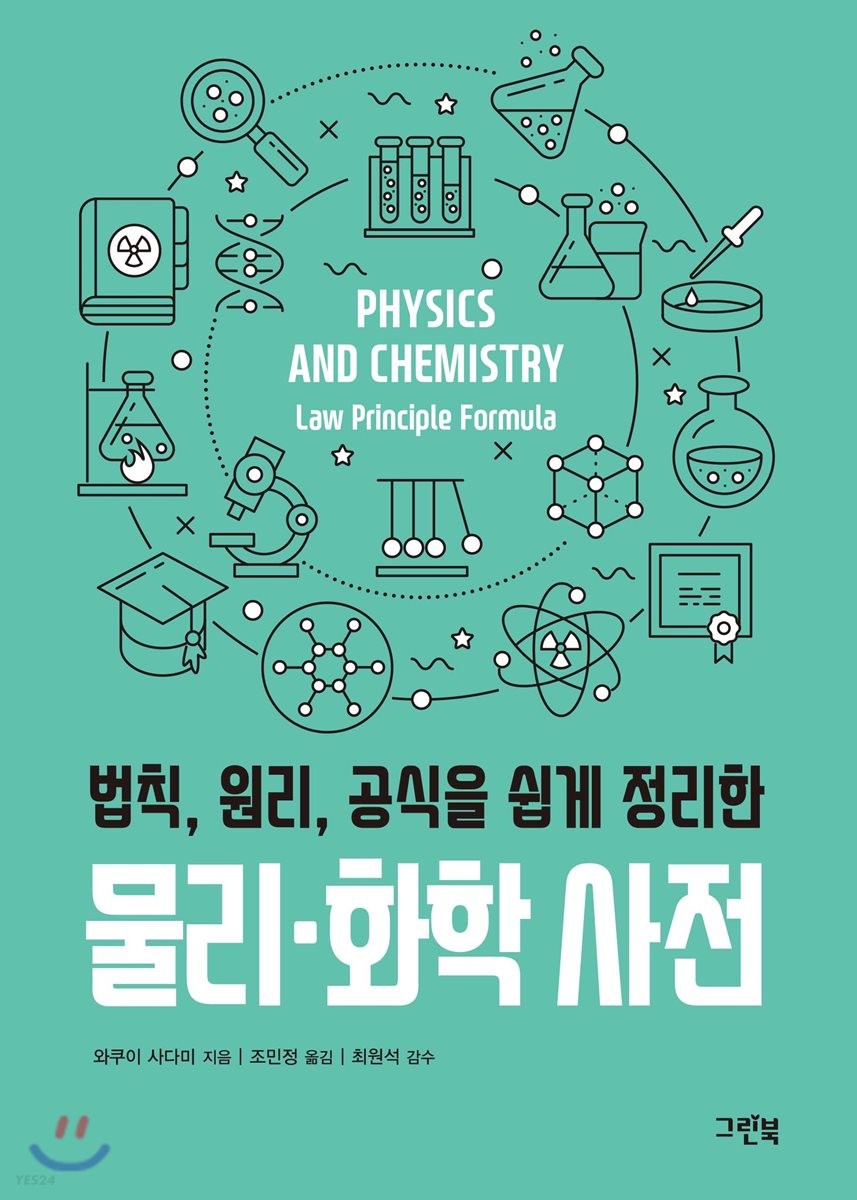 PHYSICS
AND CHEMISTRY
Law Principle Formula
법칙, 원리, 공식을 쉽게 정리한
물리·화학 사전
와쿠이 사다미 지음 | 조민정 옮김 | 최원석 감수
그린북
YES24